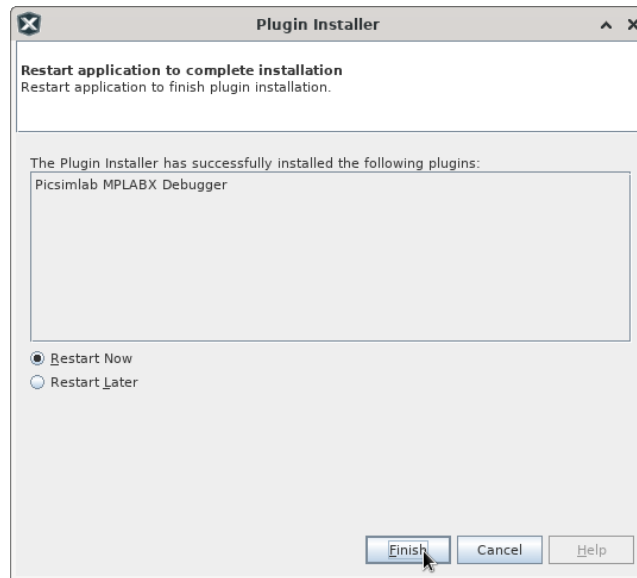 Plugin Installer
Restart application to complete installation
Restart application to finish plugin installation.
The Plugin Installer has successfully installed the following plugins:
Picsimlab MPLABX Debugger
Restart Now
Restart Later
Finish
Cancel
Help